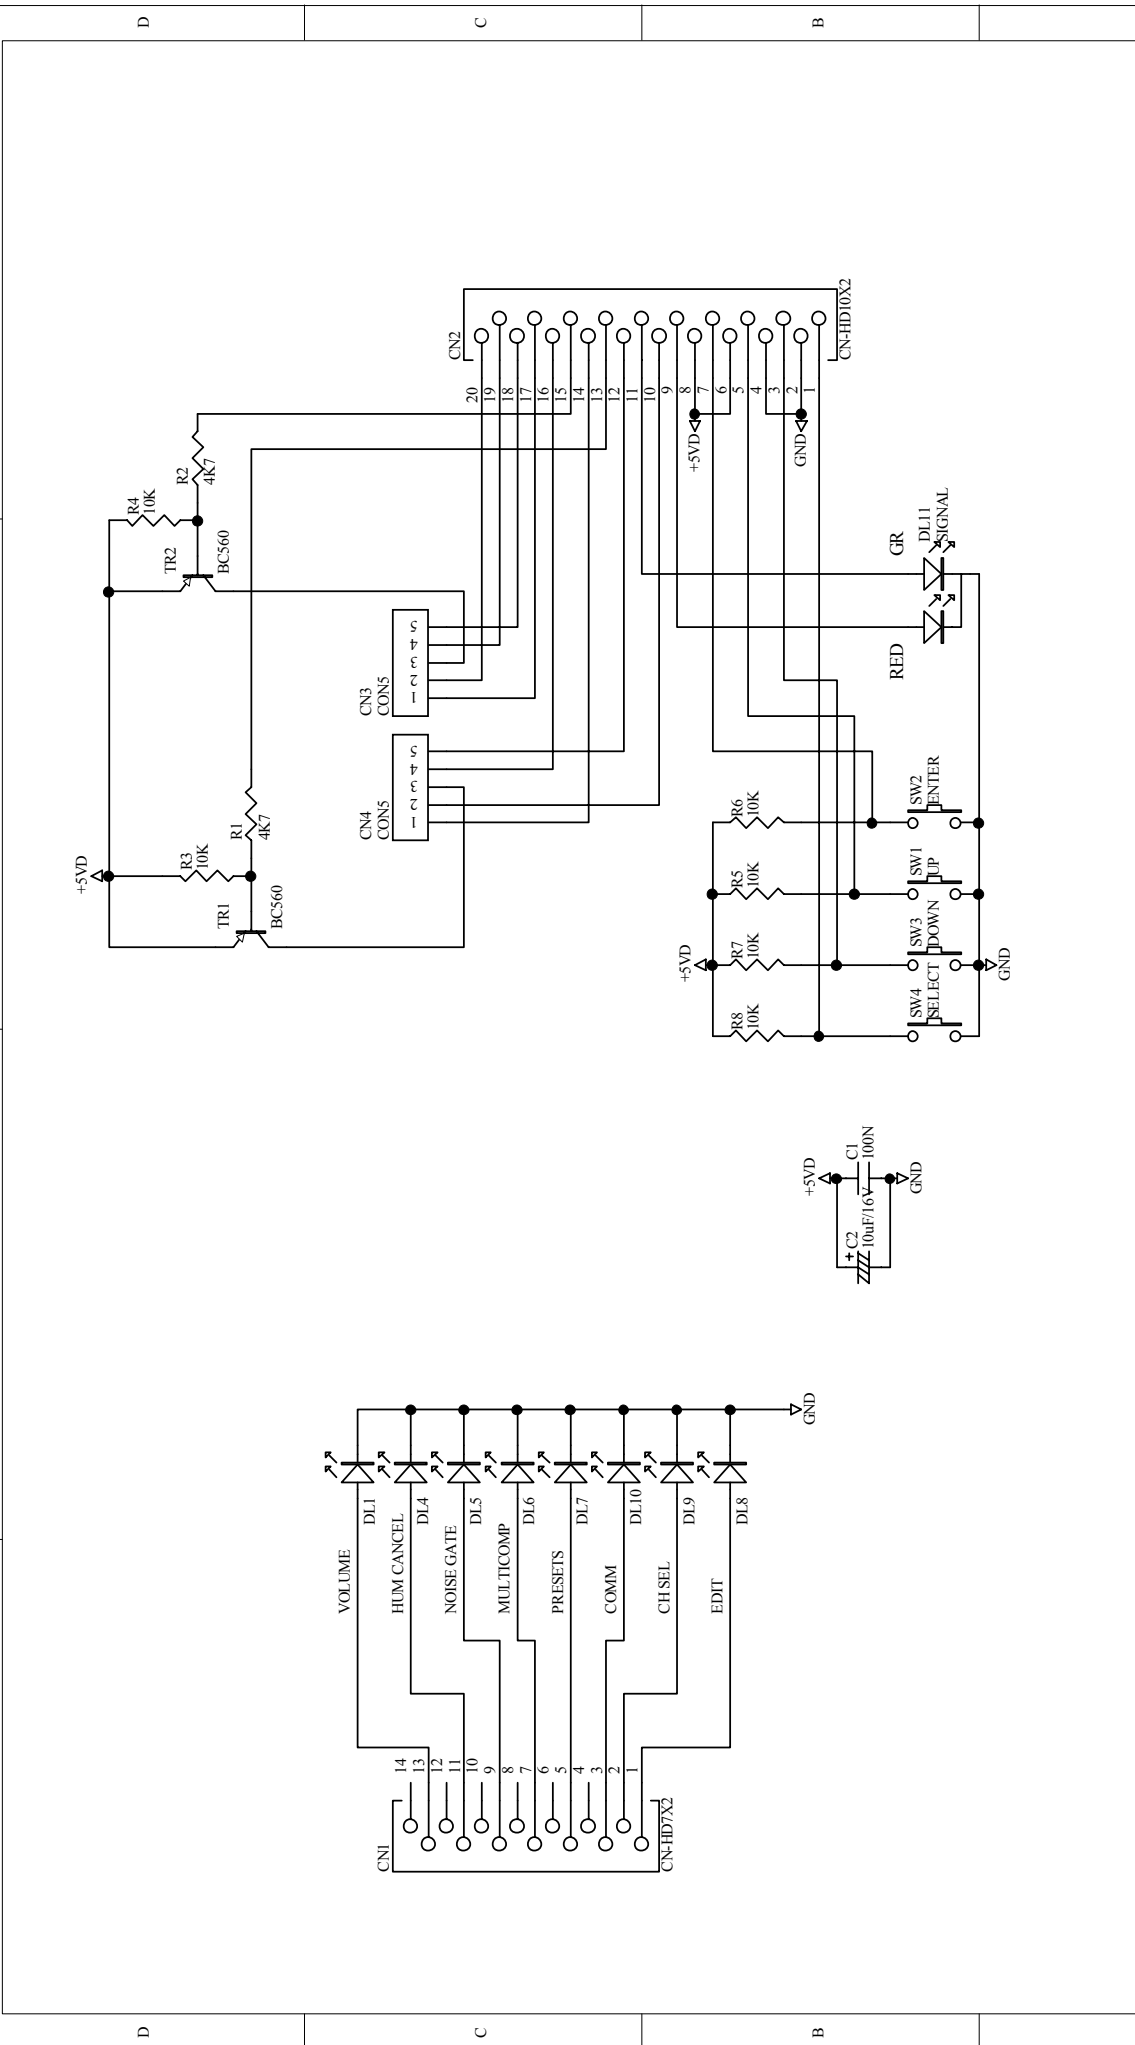 D
C
B
+5VD
R4
10K
R2
4K7
TR2
BC560
R3
10K
R1
4K7
TR1
BC560
CN2
20
19
18
17
16
15
14
13
12
11
10
9
8
7
6
5
4
3
2
1
CN-HD10X2
+5VD
GND
CN3
CON5
1
2
3
4
5
CN4
CON5
1
2
3
4
5
GR
RED
DL11
SIGNAL
+5VD
R6
10K
R5
10K
R7
10K
R8
10K
SW2
ENTER
SW1
UP
SW3
DOWN
SW4
SELECT
GND
+5VD
C1
100N
+
C2
10uF/16V
GND
VOLUME
DL1
HUM CANCEL
DL4
NOISE GATE
DL5
MULTICOMP
DL6
PRESETS
DL7
COMM
DL10
CH SEL
DL9
EDIT
DL8
GND
CN1
14
13
12
11
10
9
8
7
6
5
4
3
2
1
CN-HD7X2
D
C
B